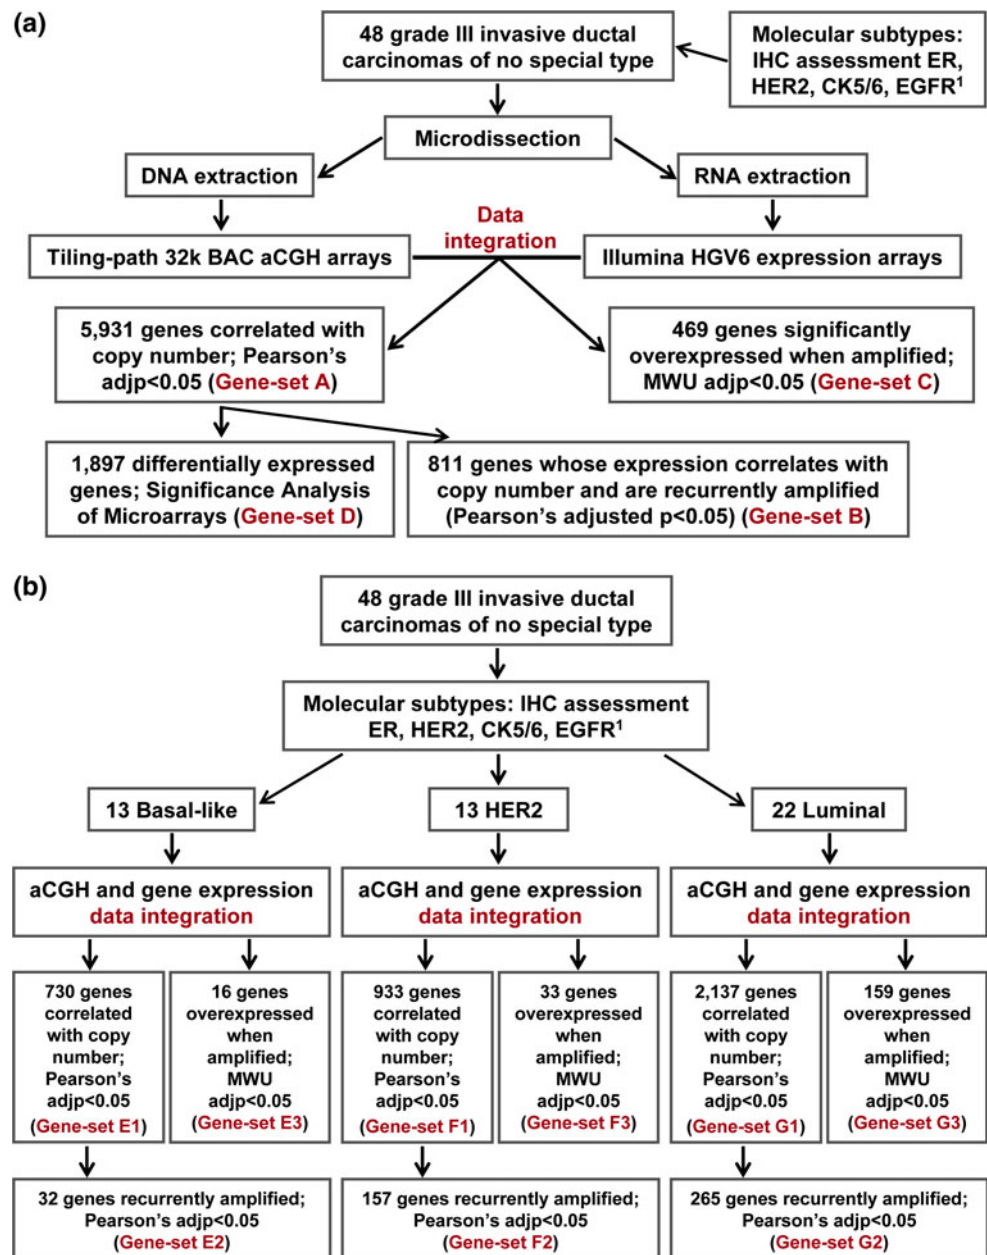 (a)
48 grade III invasive ductal
carcinomas of no special type
Molecular subtypes:
IHC assessment ER,
HER2, CK5/6, EGFR¹
Microdissection
DNA extraction
RNA extraction
Data
integration
Tiling-path 32k BAC aCGH arrays
Illumina HGV6 expression arrays
5,931 genes correlated with
copy number; Pearson's
adjp<0.05 (Gene-set A)
469 genes significantly
overexpressed when amplified;
MWU adjp<0.05 (Gene-set C)
1,897 differentially expressed
genes; Significance Analysis
of Microarrays (Gene-set D)
811 genes whose expression correlates with
copy number and are recurrently amplified
(Pearson's adjusted p<0.05) (Gene-set B)
(b)
48 grade III invasive ductal
carcinomas of no special type
Molecular subtypes: IHC assessment
ER, HER2, CK5/6, EGFR¹
13 Basal-like
13 HER2
22 Luminal
aCGH and gene expression
data integration
aCGH and gene expression
data integration
aCGH and gene expression
data integration
730 genes
correlated
with copy
number;
Pearson's
adjp<0.05
(Gene-set E1)
16 genes
overexpressed
when
amplified;
MWU
adjp<0.05
(Gene-set E3)
933 genes
correlated
with copy
number;
Pearson's
adjp<0.05
(Gene-set F1)
33 genes
overexpressed
when
amplified;
MWU
adjp<0.05
(Gene-set F3)
2,137 genes
correlated
with copy
number;
Pearson's
adjp<0.05
(Gene-set G1)
159 genes
overexpressed
when
amplified;
MWU
adjp<0.05
(Gene-set G3)
32 genes recurrently amplified;
Pearson's adjp<0.05
(Gene-set E2)
157 genes recurrently amplified;
Pearson's adjp<0.05
(Gene-set F2)
265 genes recurrently amplified;
Pearson's adjp<0.05
(Gene-set G2)